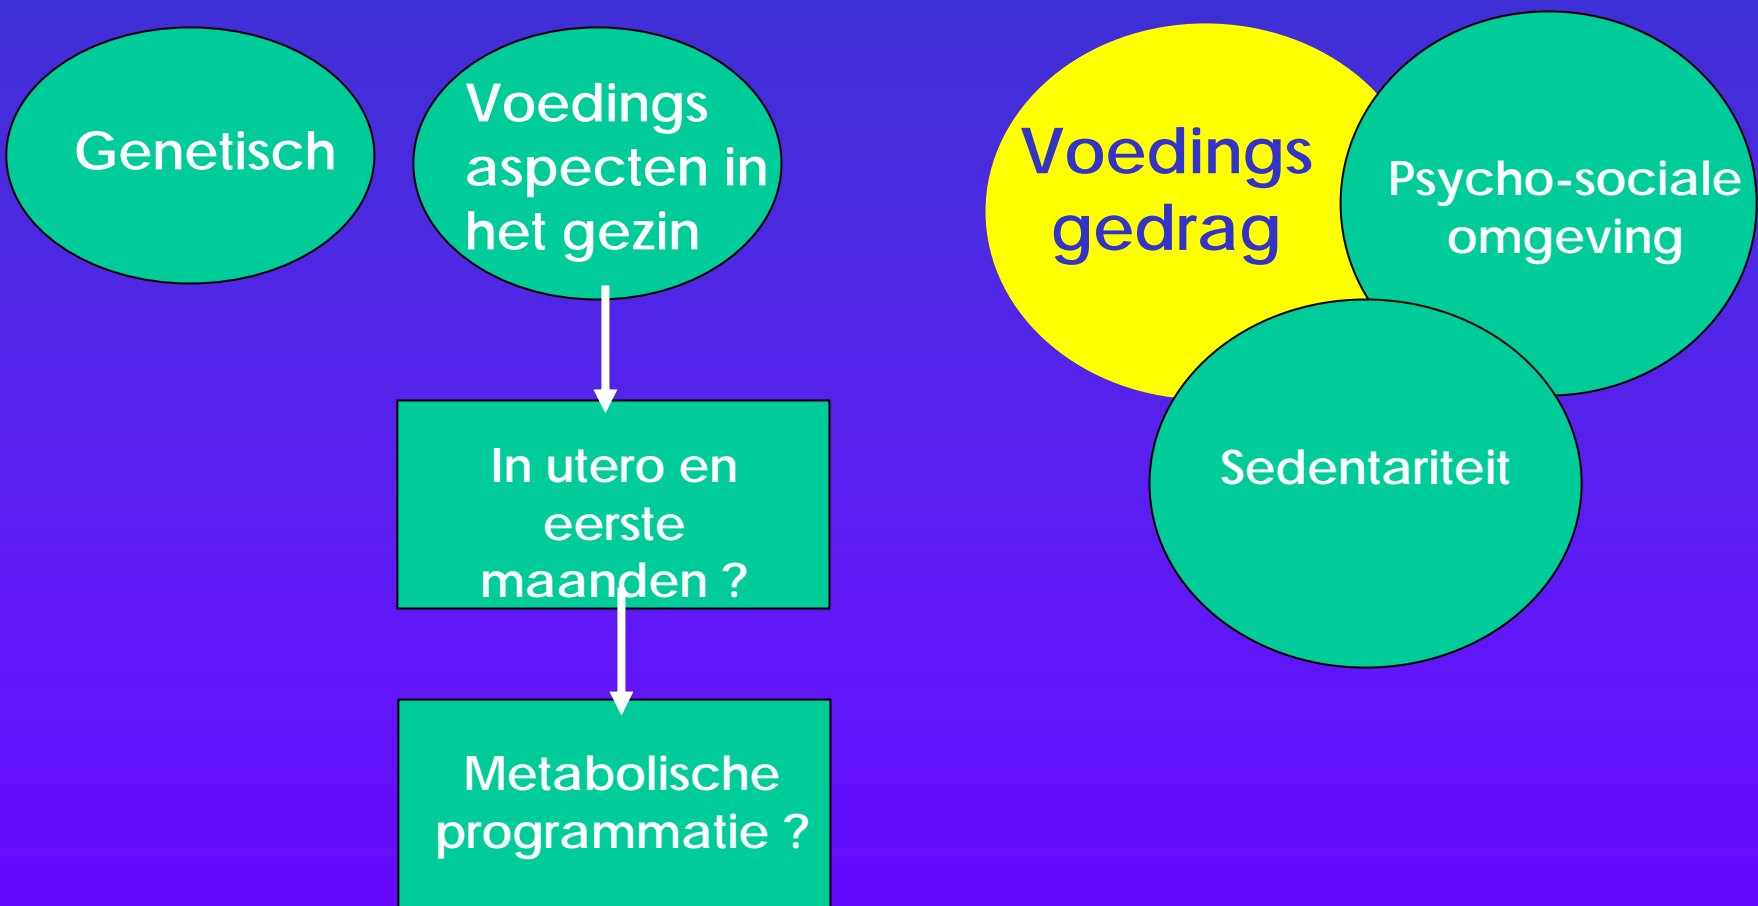 Genetisch
Voedings
aspecten in
het gezin
In utero en
eerste
maanden ?
Metabolische
programmatie ?
Voedings
gedrag
Psycho-sociale
omgeving
Sedentariteit